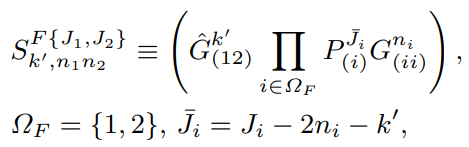 $S^{F\{J_1,J_2\}}_{k',n_1n_2} \equiv \left( \hat{G}^{k'}_{(12)} \prod_{i\in\Omega_F} P^{\bar{J}_i}_{(i)} G^{n_i}_{(ii)} \right),$
$\Omega_F = \{1,2\},\ \bar{J}_i = J_i - 2n_i - k',$